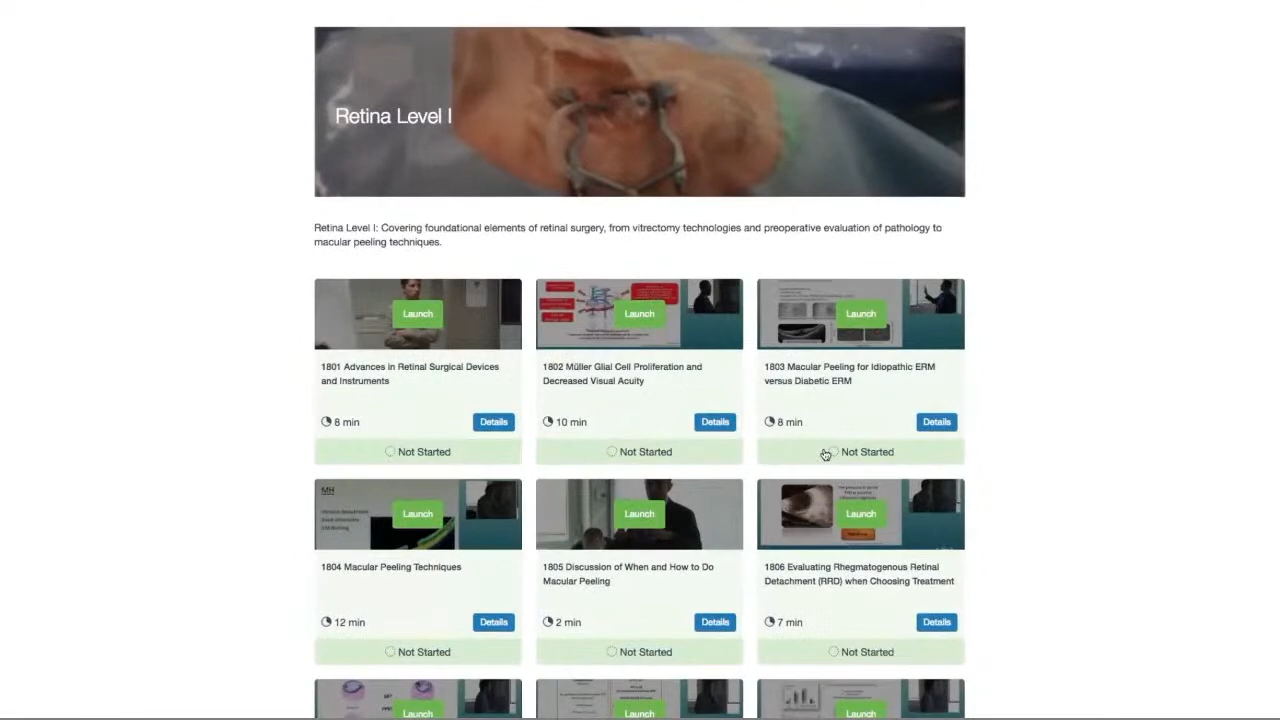 Retina Level I
Retina Level I: Covering foundational elements of retinal surgery, from vitrectomy technologies and preoperative evaluation of pathology to
macular peeling techniques.
Launch
Launch
Launch
1801 Advances in Retinal Surgical Devices
and Instruments
1802 Müller Glial Cell Proliferation and
Decreased Visual Acuity
1803 Macular Peeling for Idiopathic ERM
versus Diabetic ERM
8 min
Details
10 min
Details
8 min
Details
Not Started
Not Started
Not Started
MH
Launch
Launch
Launch
1804 Macular Peeling Techniques
1805 Discussion of When and How to Do
Macular Peeling
1806 Evaluating Rhegmatogenous Retinal
Detachment (RRD) when Choosing Treatment
12 min
Details
2 min
Details
7 min
Details
Not Started
Not Started
Not Started
Launch
Launch
Launch